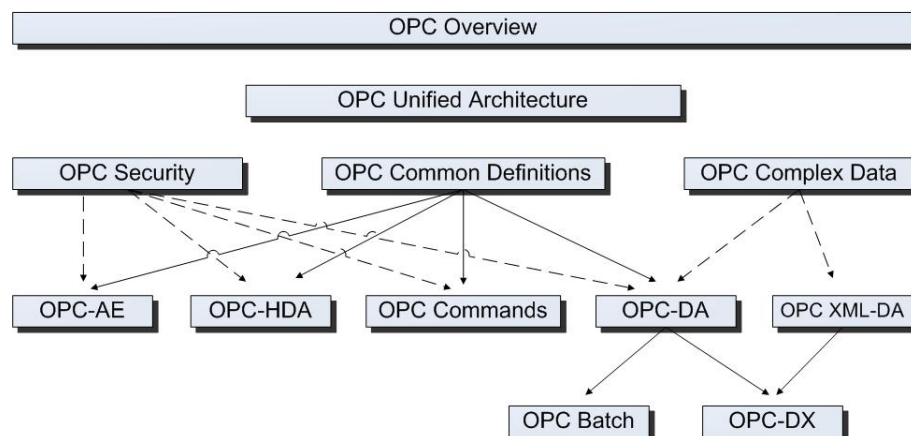 OPC Overview
OPC Unified Architecture
OPC Security
OPC Common Definitions
OPC Complex Data
OPC-AE
OPC-HDA
OPC Commands
OPC-DA
OPC XML-DA
OPC Batch
OPC-DX